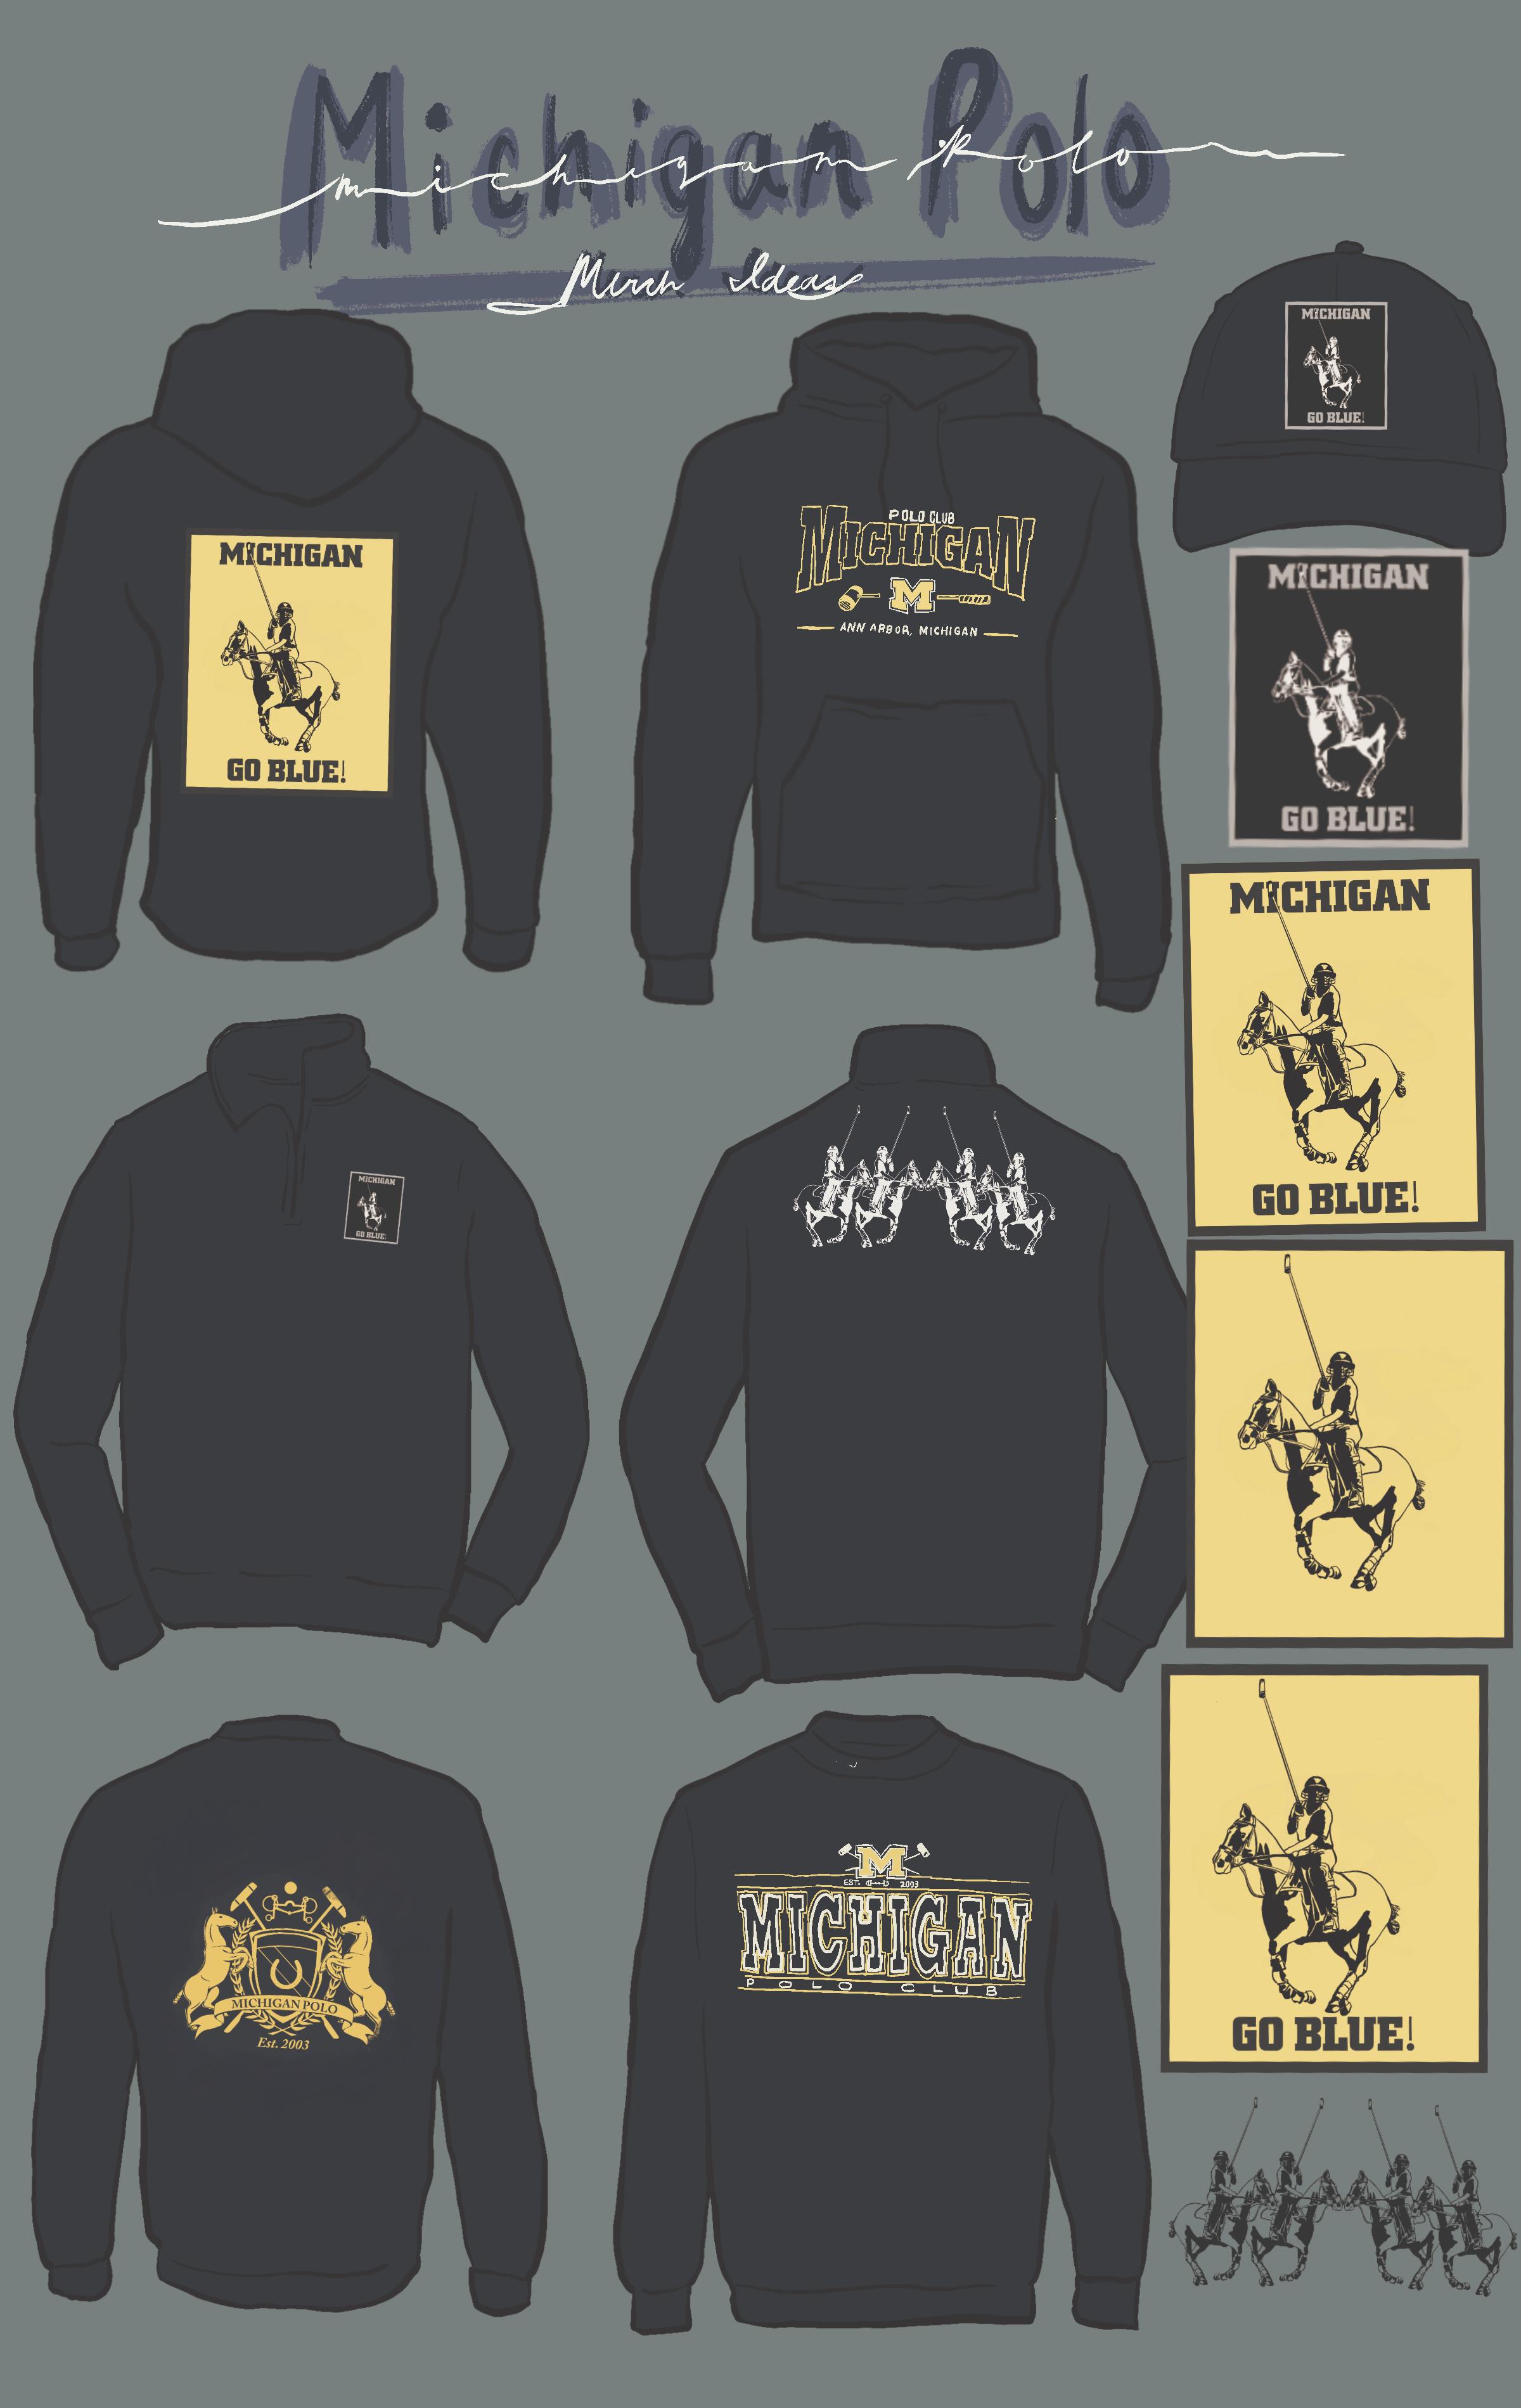 Michigan Polo
michigan Polo
Merch Ideas
MICHIGAN
GO BLUE!
POLO CLUB
MICHIGAN
M
ANN ARBOR, MICHIGAN
MICHIGAN
GO BLUE!
MICHIGAN
GO BLUE!
MICHIGAN
GO BLUE!
MICHIGAN
GO BLUE!
MICHIGAN POLO
Est. 2003
M
EST. 2003
MICHIGAN
POLO CLUB
GO BLUE!